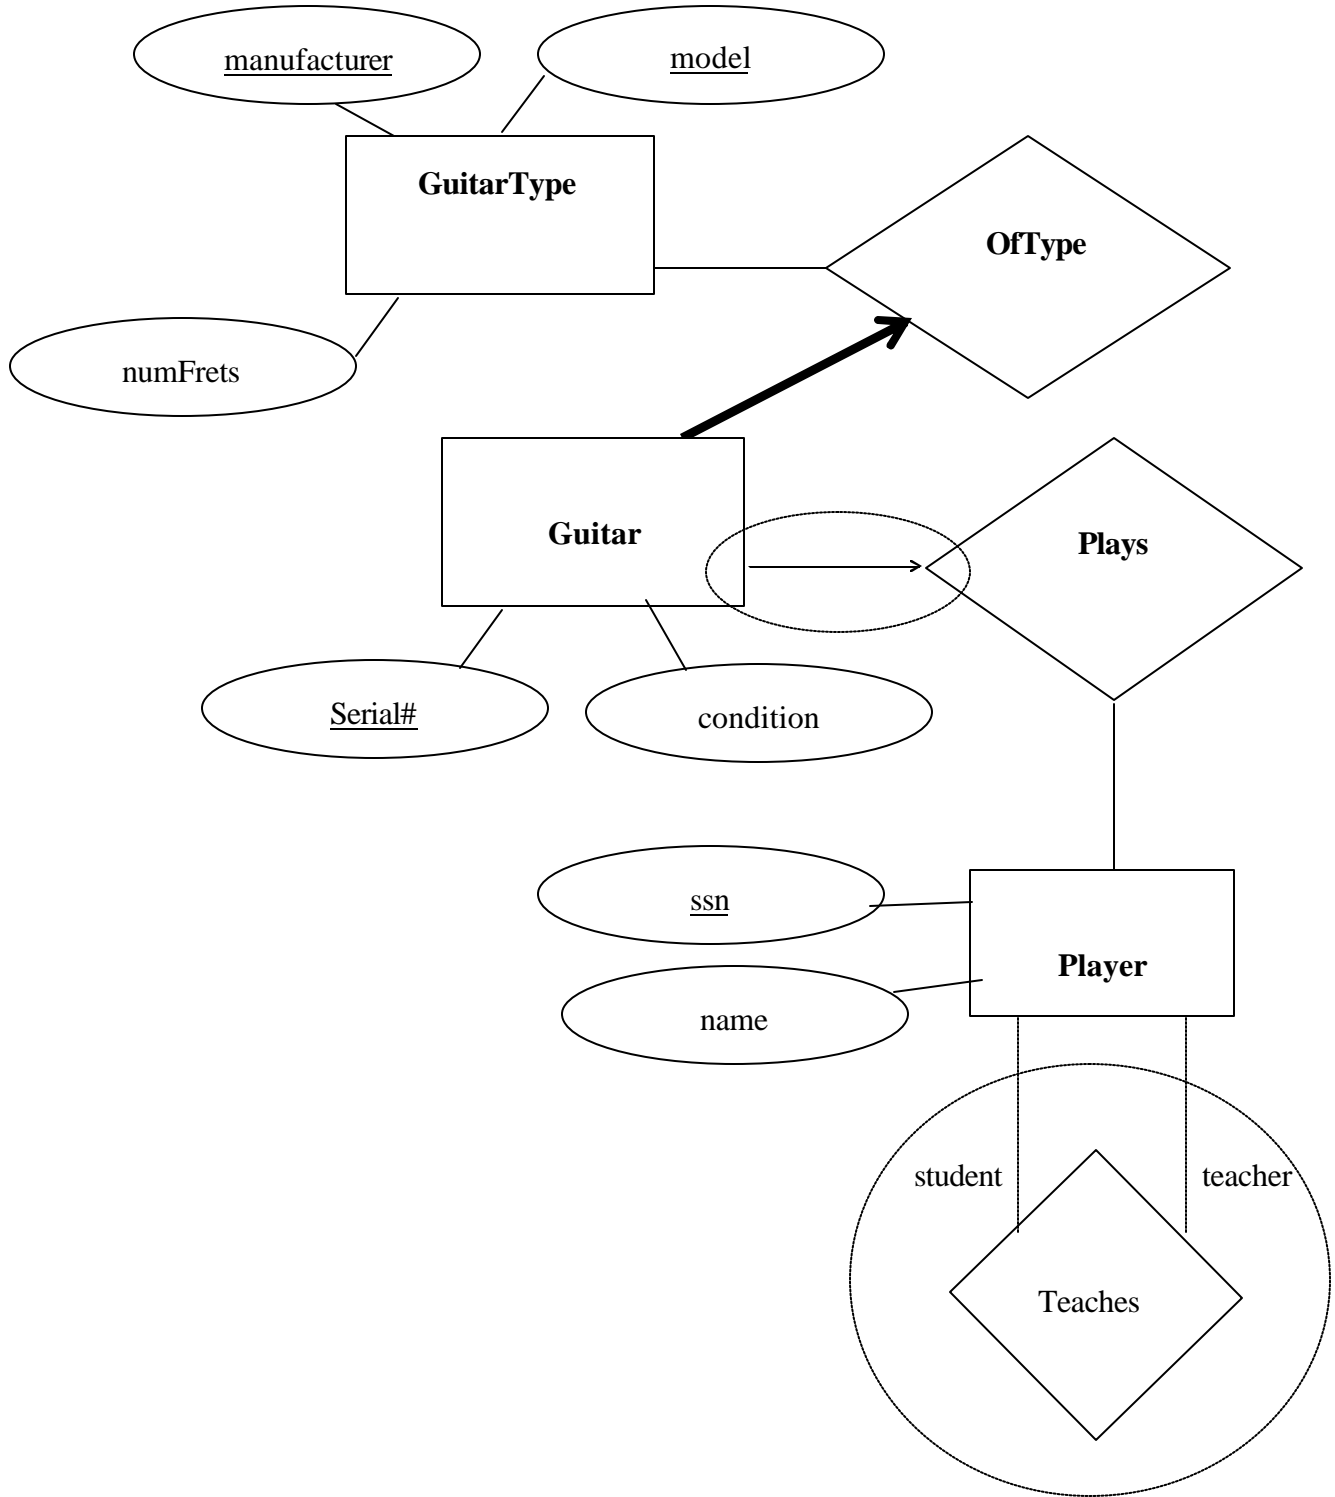 manufacturer
model
GuitarType
OfType
numFrets
Guitar
Plays
Serial#
condition
ssn
Player
name
student
teacher
Teaches